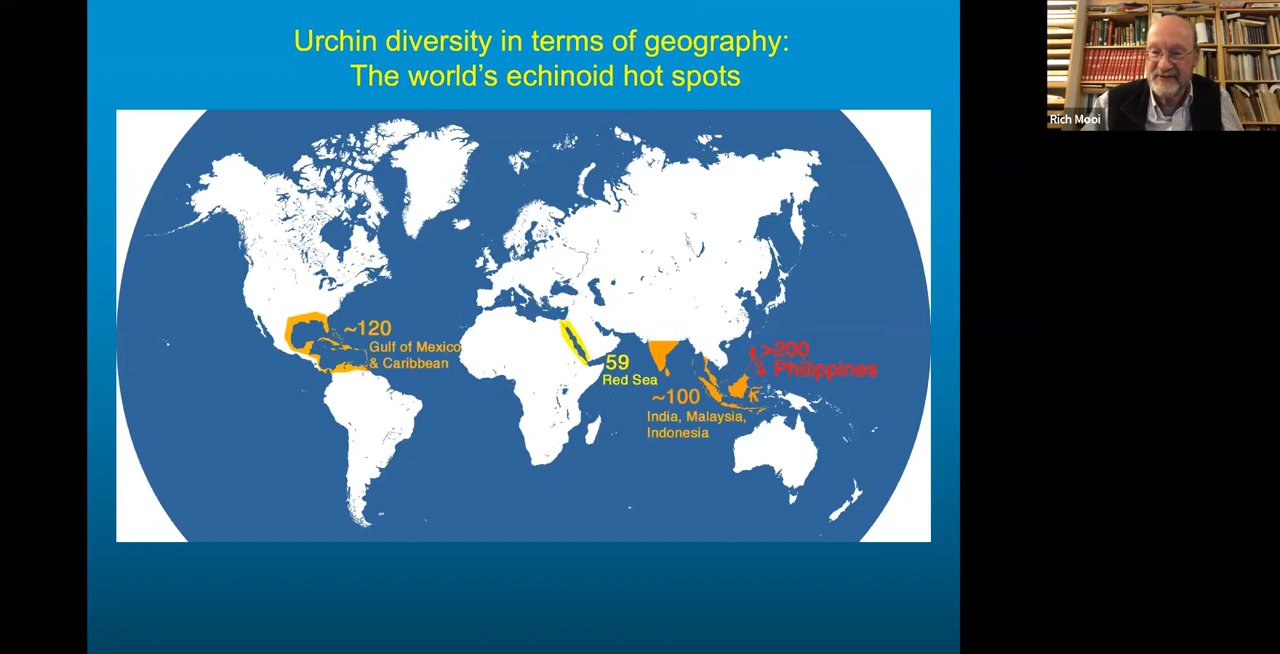 Urchin diversity in terms of geography:
The world's echinoid hot spots
Rich Mooi
~120
Gulf of Mexico
& Caribbean
59
Red Sea
~100
India, Malaysia,
Indonesia
>200
Philippines